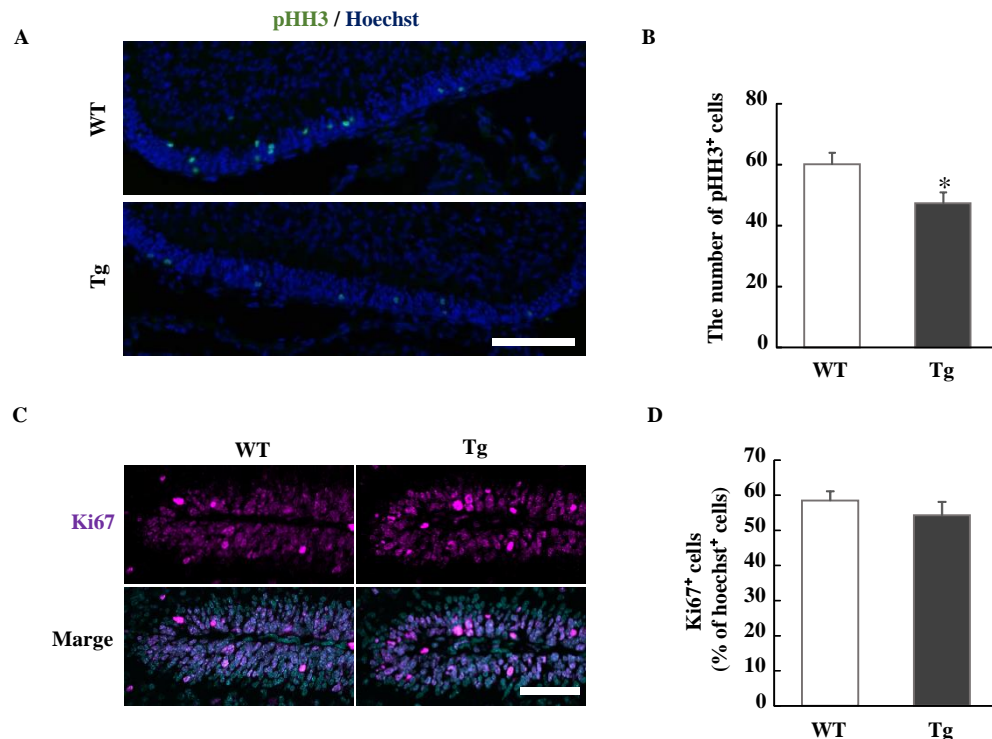 pHH3 / Hoechst
A
WT
Tg
B
The number of pHH3⁺ cells
80
60
40
20
0
*
WT
Tg
C
WT
Tg
Ki67
Marge
D
Ki67⁺ cells
(% of hoechst⁺ cells)
70
60
50
40
30
20
10
0
WT
Tg